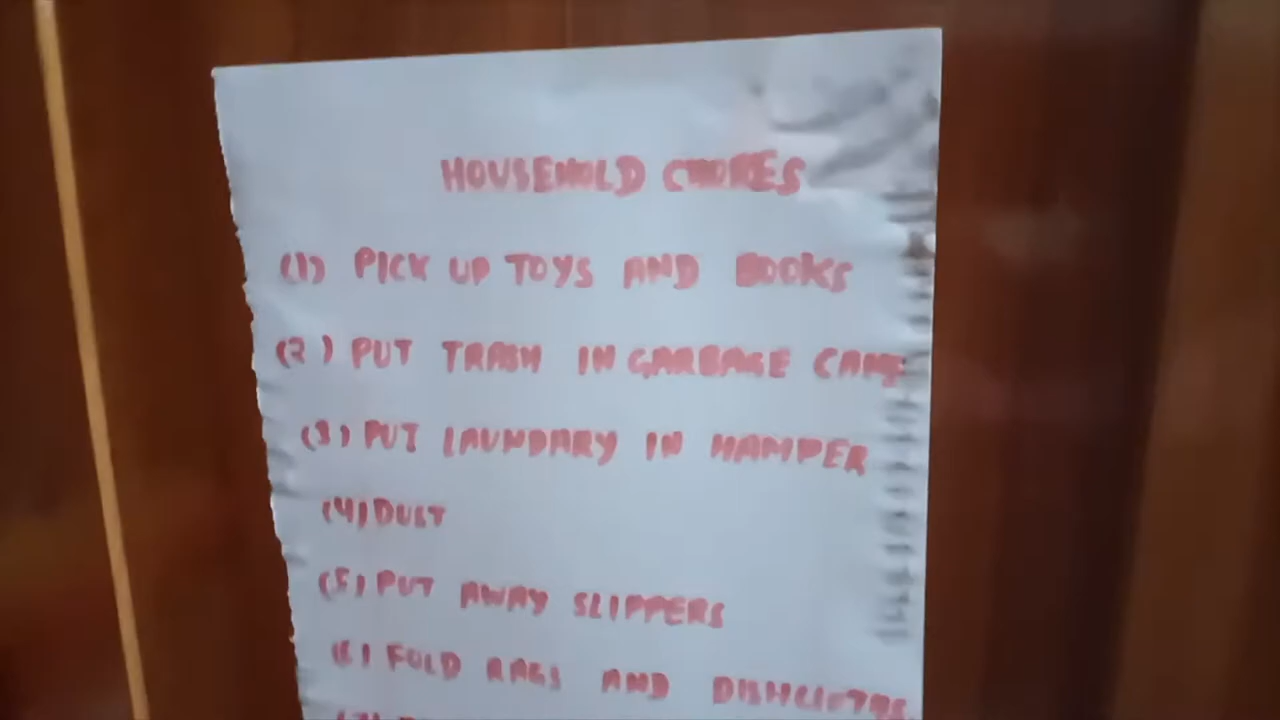 HOUSEHOLD CHORES
(1) PICK UP TOYS AND BOOKS
(2) PUT TRASH IN GARBAGE
(3) PUT LAUNDARY IN HAMPER
(4) DUST
(5) PUT AWAY SLIPPERS
(6) FOLD RAGS AND DISHCLOTHS